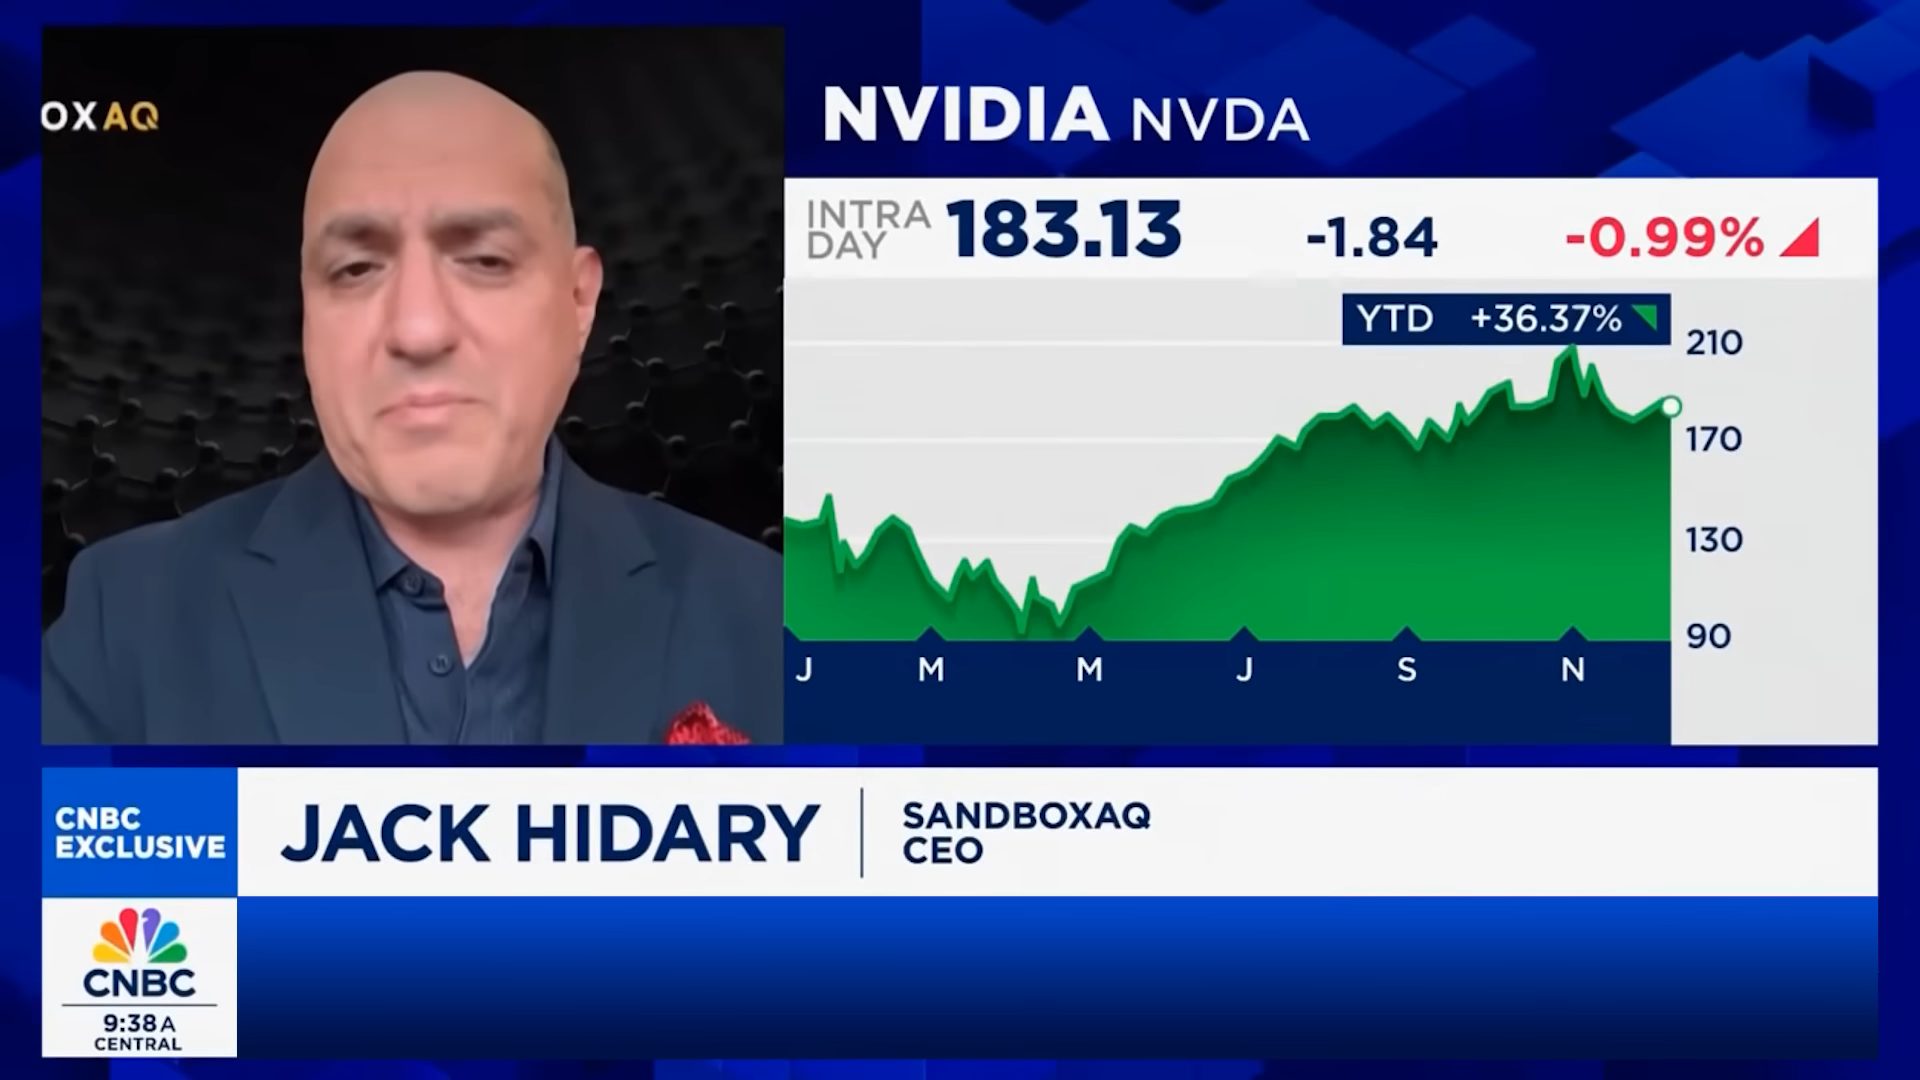 OXAQ
NVIDIA NVDA
INTRA DAY 183.13 -1.84 -0.99%
YTD +36.37%
210
170
130
90
J M M J S N
CNBC EXCLUSIVE
JACK HIDARY
SANDBOXAQ
CEO
CNBC
9:38A
CENTRAL